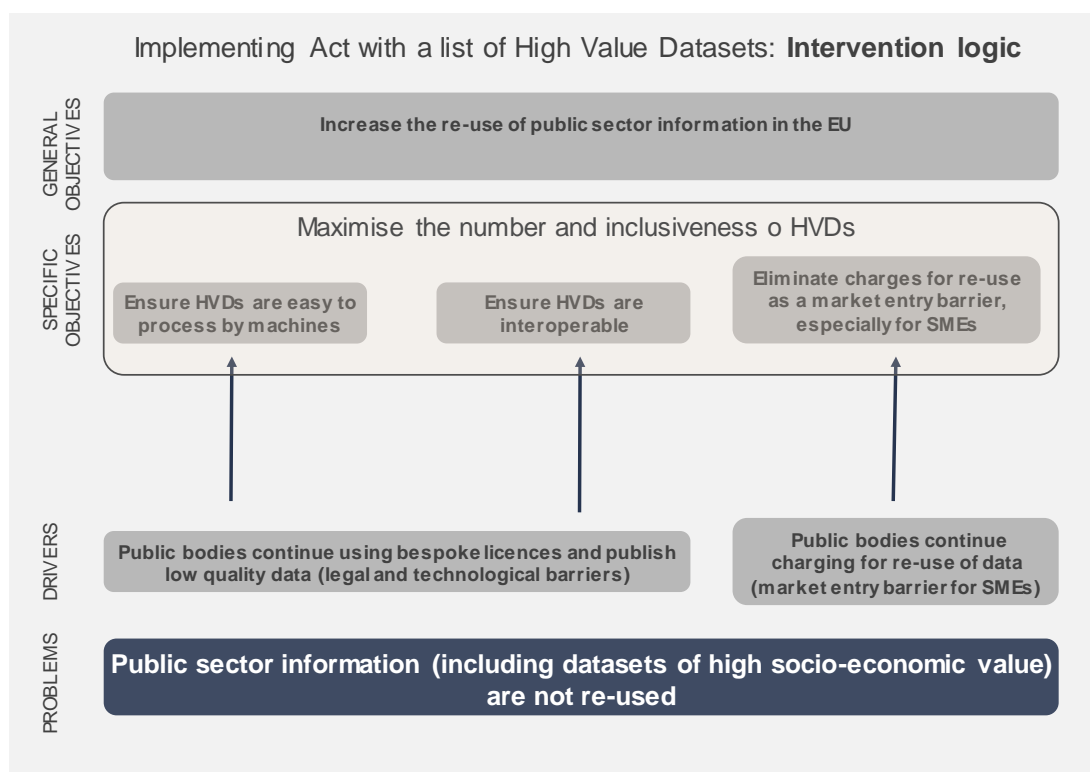 Implementing Act with a list of High Value Datasets: Intervention logic
GENERAL
OBJECTIVES
Increase the re-use of public sector information in the EU
SPECIFIC
OBJECTIVES
Maximise the number and inclusiveness o HVDs
Ensure HVDs are easy to
process by machines
Ensure HVDs are
interoperable
Eliminate charges for re-use
as a market entry barrier,
especially for SMEs
DRIVERS
Public bodies continue using bespoke licences and publish
low quality data (legal and technological barriers)
Public bodies continue
charging for re-use of data
(market entry barrier for SMEs)
PROBLEMS
Public sector information (including datasets of high socio-economic value)
are not re-used